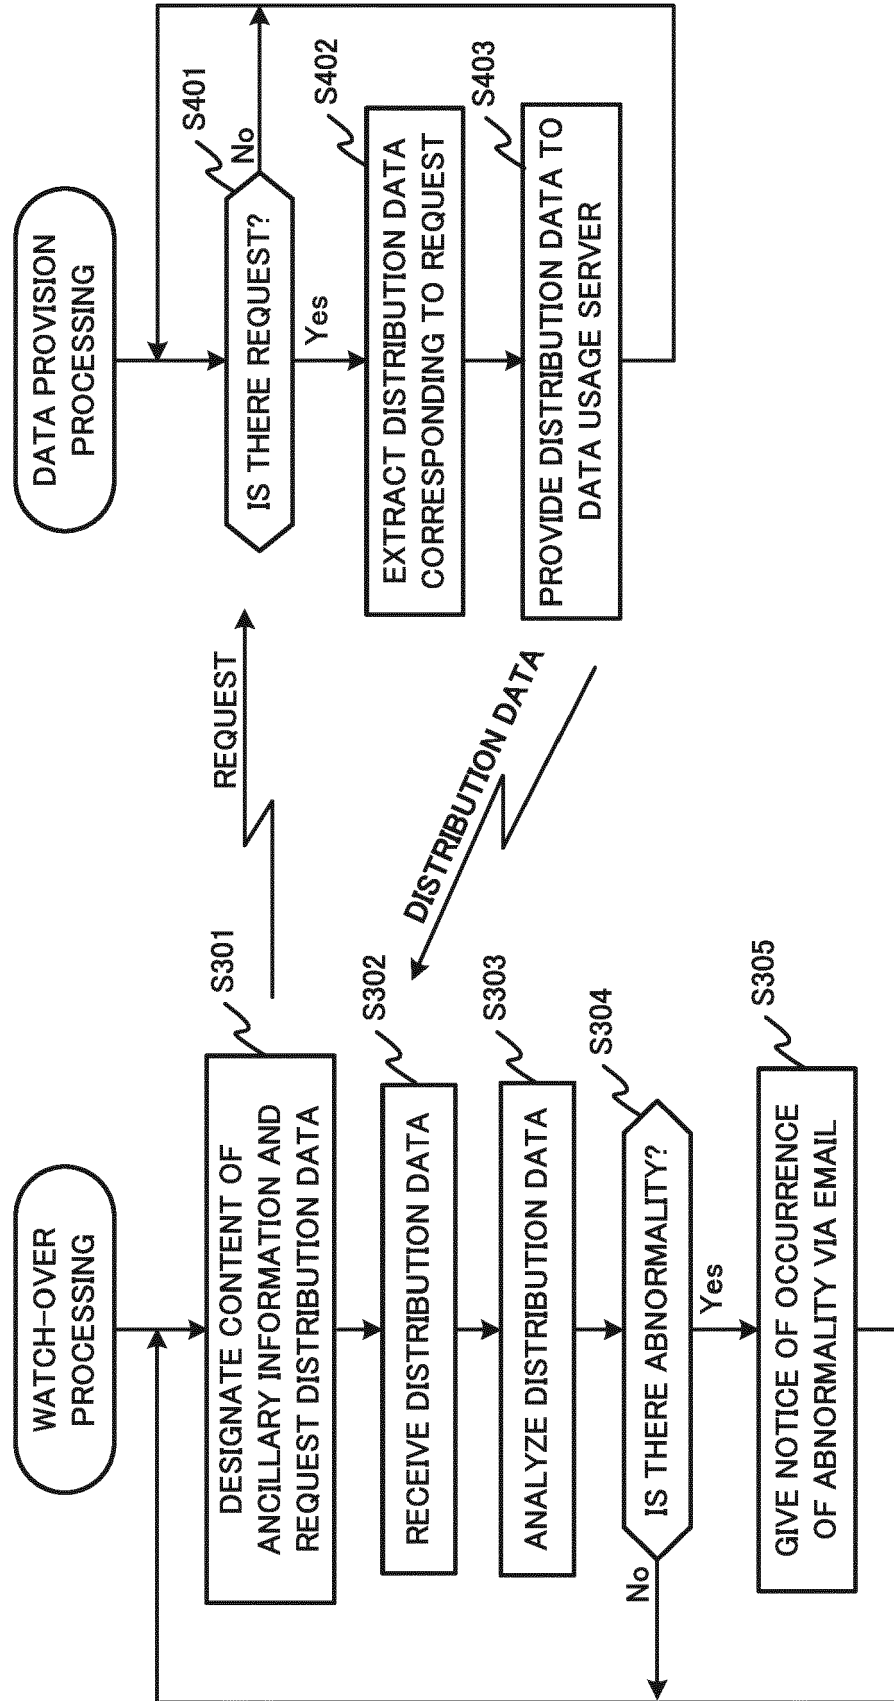 WATCH-OVER
PROCESSING
DESIGNATE CONTENT OF
ANCILLARY INFORMATION AND
REQUEST DISTRIBUTION DATA
S301
RECEIVE DISTRIBUTION DATA
S302
ANALYZE DISTRIBUTION DATA
S303
IS THERE ABNORMALITY?
S304
No
Yes
GIVE NOTICE OF OCCURRENCE
OF ABNORMALITY VIA EMAIL
S305
REQUEST
DISTRIBUTION DATA
DATA PROVISION
PROCESSING
IS THERE REQUEST?
S401
No
Yes
EXTRACT DISTRIBUTION DATA
CORRESPONDING TO REQUEST
S402
PROVIDE DISTRIBUTION DATA TO
DATA USAGE SERVER
S403